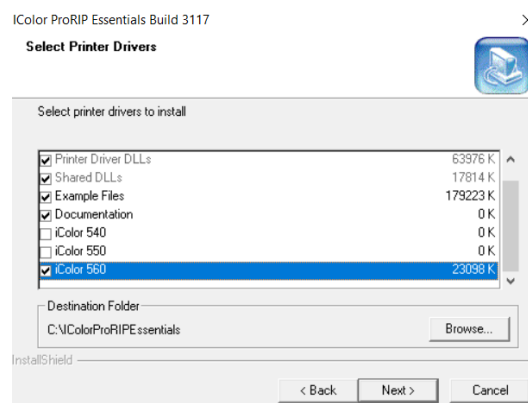 IColor ProRIP Essentials Build 3117
Select Printer Drivers
Select printer drivers to install
Printer Driver DLLs 63976 K
Shared DLLs 17814 K
Example Files 179223 K
Documentation 0 K
iColor 540 0 K
iColor 550 0 K
iColor 560 23098 K
Destination Folder
C:\IColorProRIPEssentials
Browse...
InstallShield
< Back Next > Cancel